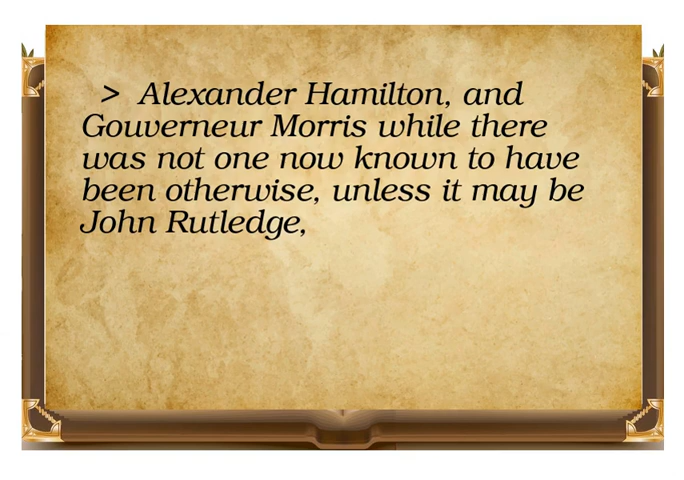 > Alexander Hamilton, and
Gouverneur Morris while there
was not one now known to have
been otherwise, unless it may be
John Rutledge,